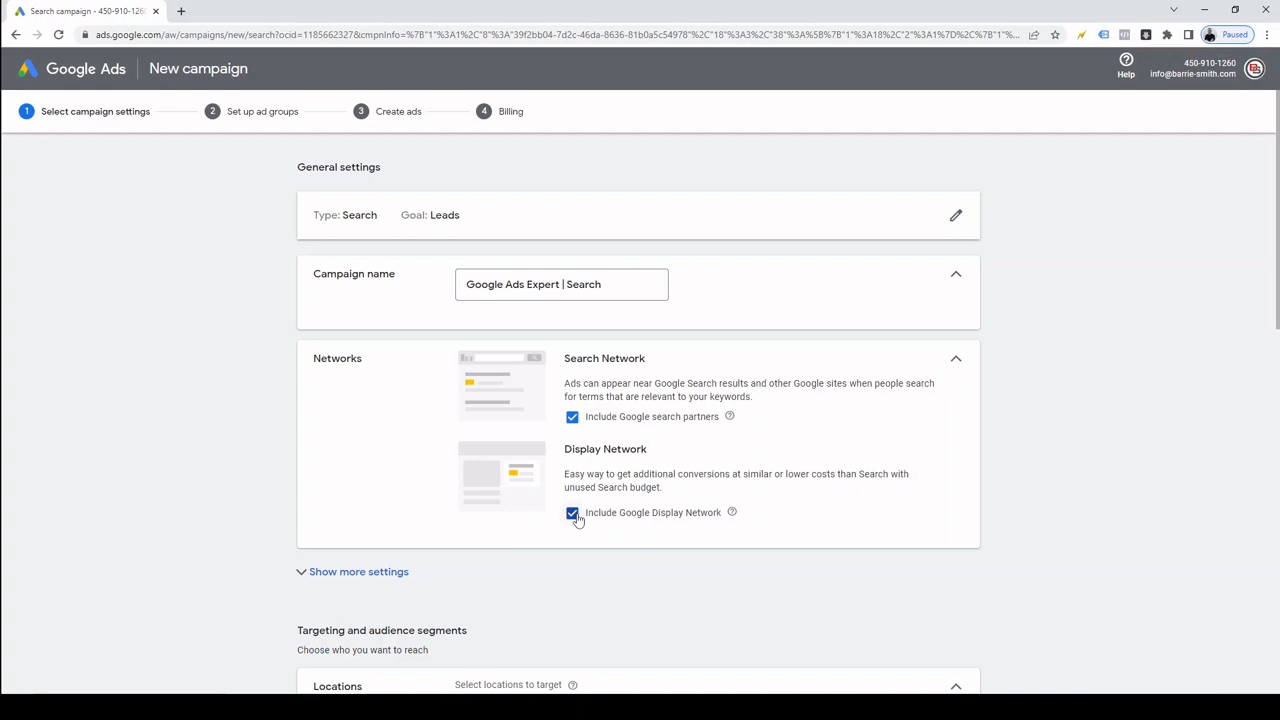 Search campaign - 450-910-126
ads.google.com/aw/campaigns/new/search?ocid=1185662327&cmpnInfo=%7B"1"%3A1%2C"8"%3A"39f2bb04-7d2c-46da-8636-81b0a5c54978"%2C"18"%3A3%2C"38"%3A%5B%7B"1"%3A18%2C"2"%3A1%7D%2C%7B"1"%...
Paused
Google Ads
New campaign
Help
450-910-1260
info@barrie-smith.com
1 Select campaign settings
2 Set up ad groups
3 Create ads
4 Billing
General settings
Type: Search Goal: Leads
Campaign name
Google Ads Expert | Search
Networks
Search Network
Ads can appear near Google Search results and other Google sites when people search
for terms that are relevant to your keywords.
Include Google search partners
Display Network
Easy way to get additional conversions at similar or lower costs than Search with
unused Search budget.
Include Google Display Network
Show more settings
Targeting and audience segments
Choose who you want to reach
Locations
Select locations to target